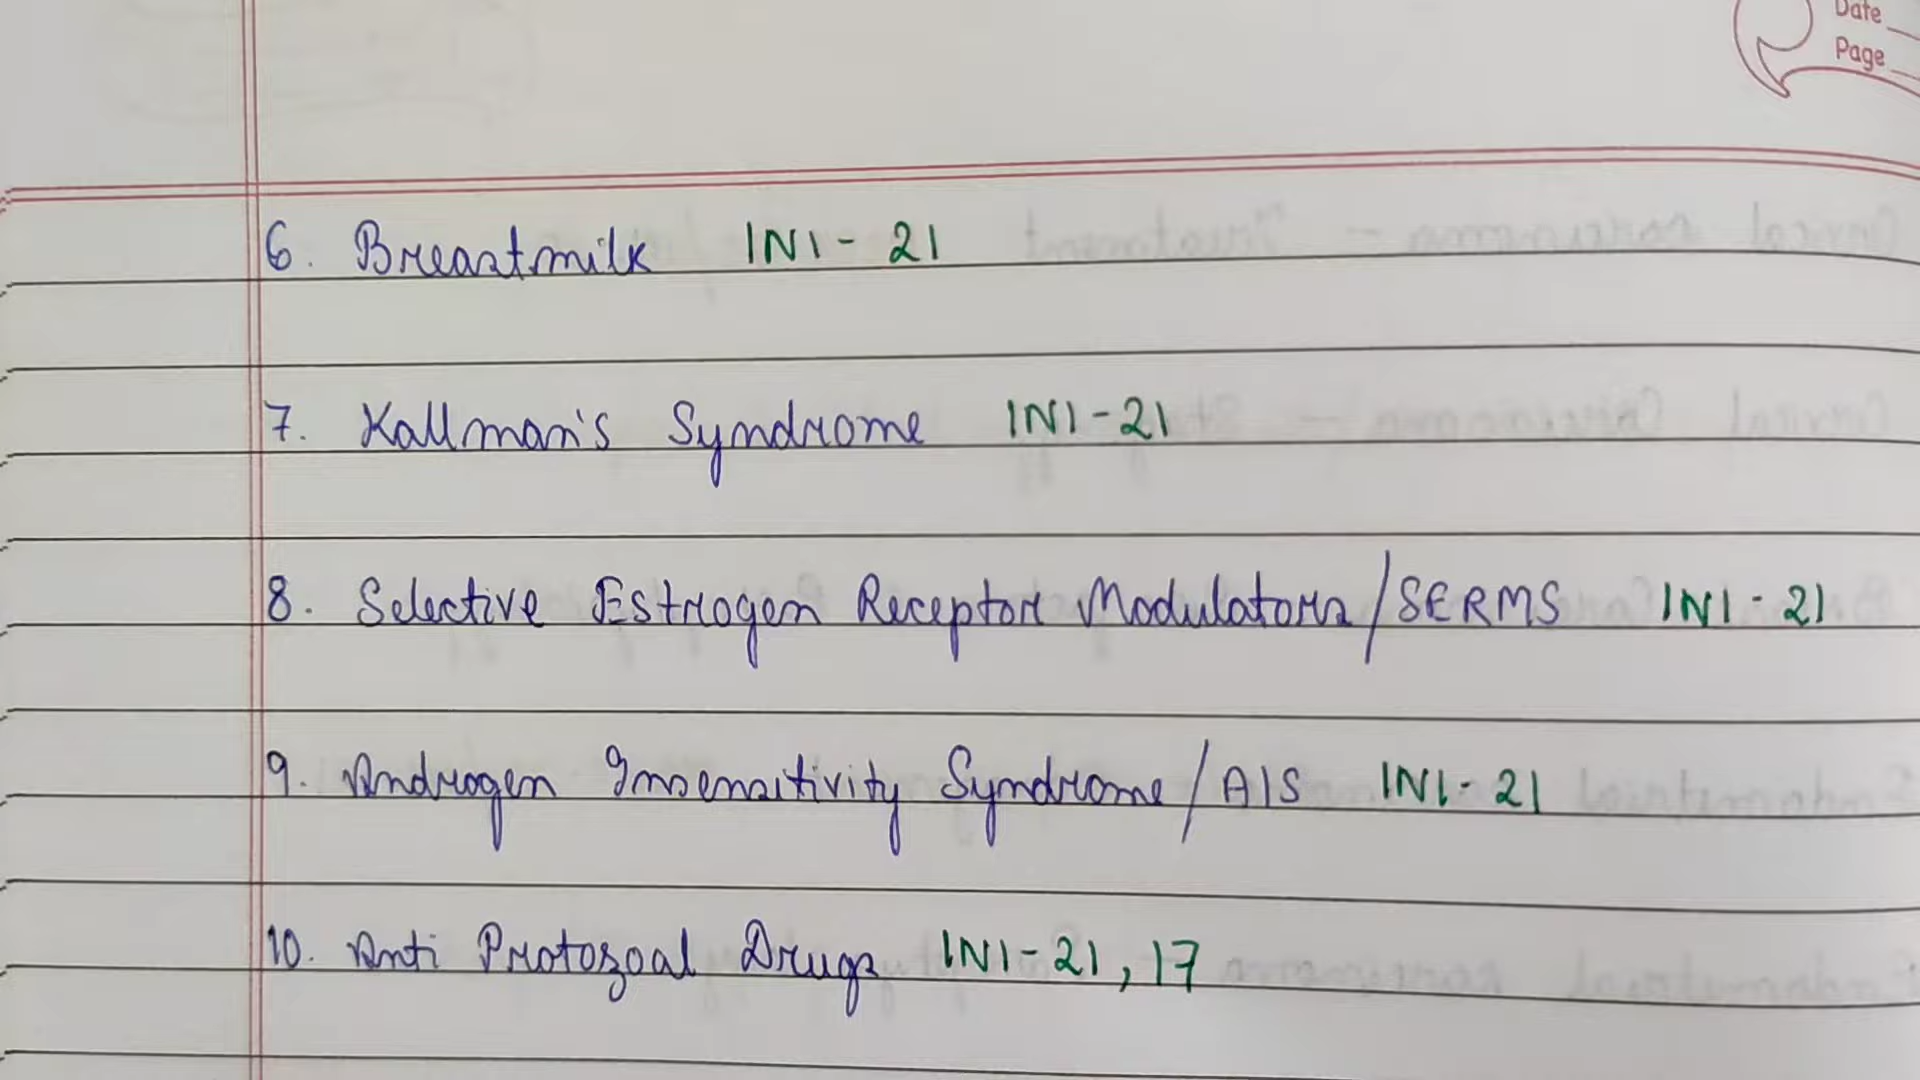 Date
Page
6. Breastmilk INI - 21
7. Kallman's Syndrome INI - 21
8. Selective Estrogen Receptor Modulators/SERMS INI - 21
9. Androgen Insensitivity Syndrome/AIS INI - 21
10. Anti Protozoal Drugs INI - 21, 17